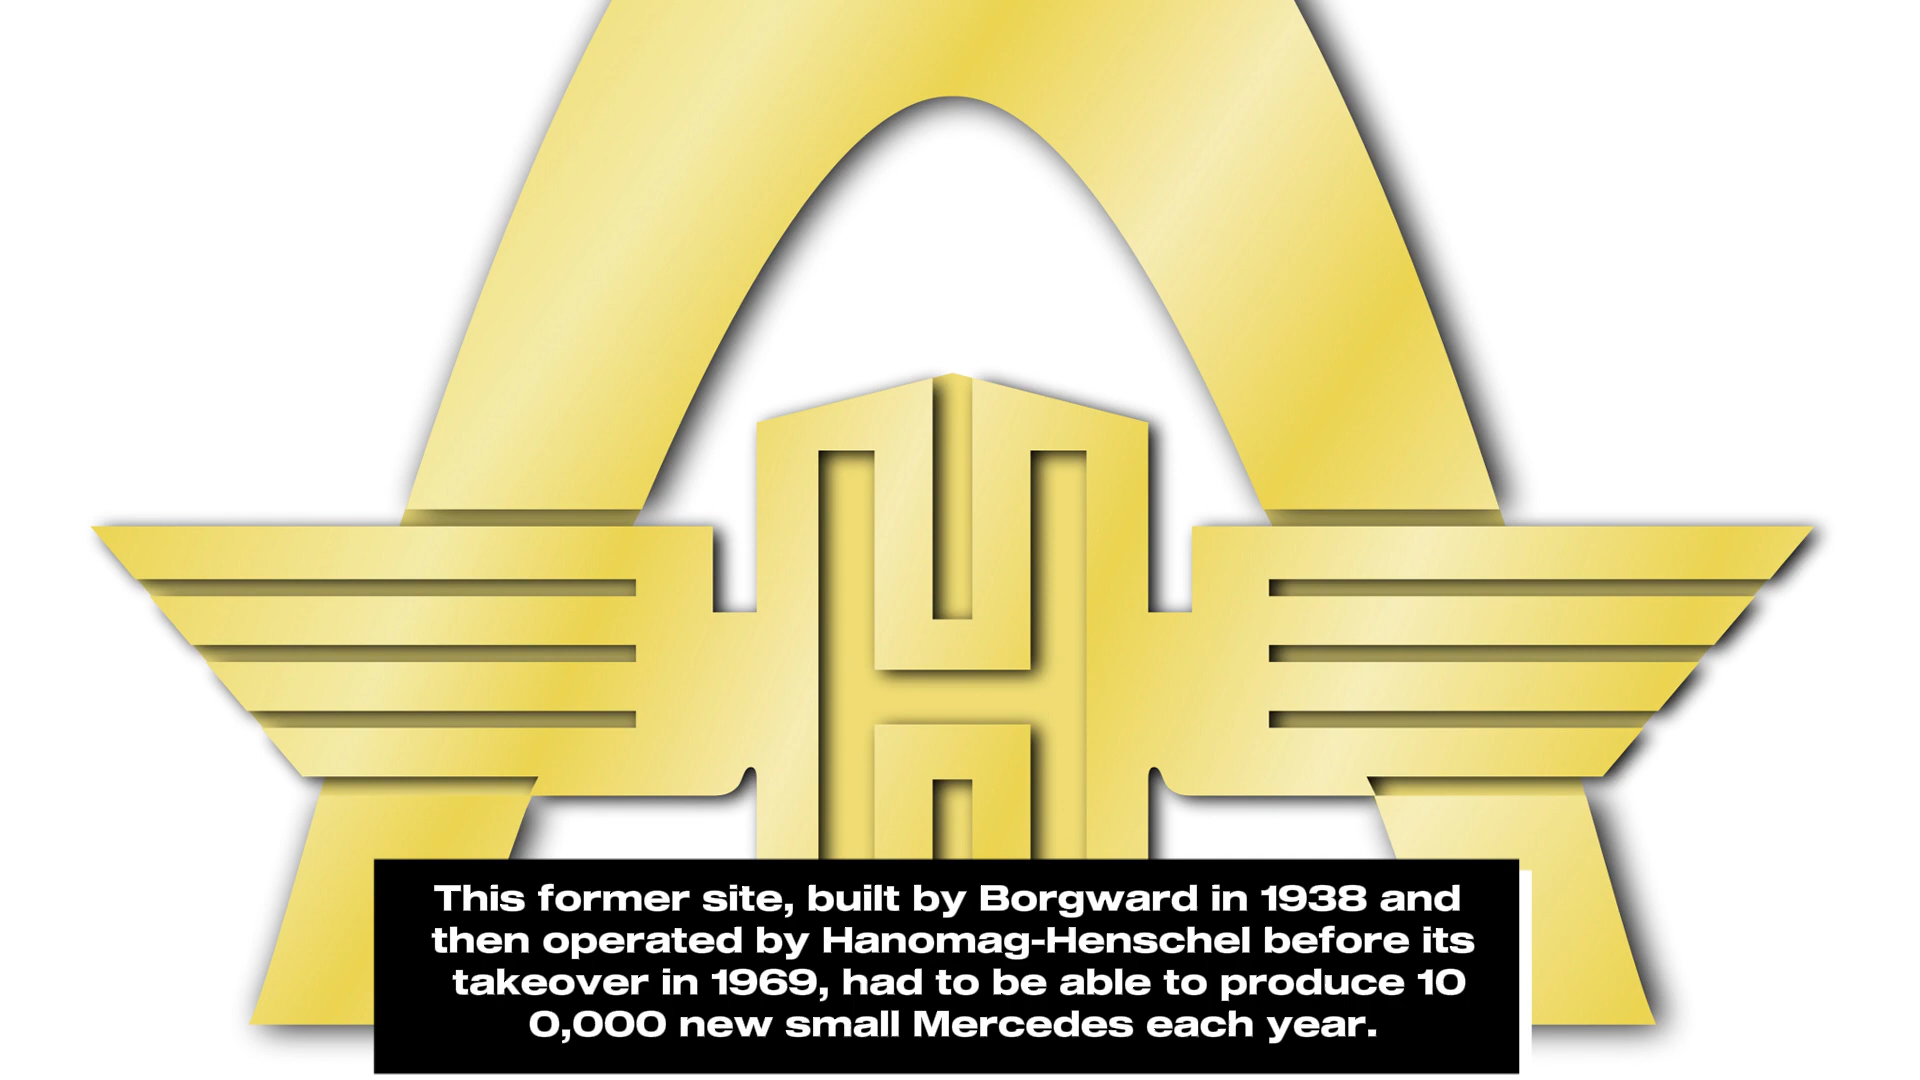 This former site, built by Borgward in 1938 and
then operated by Hanomag-Henschel before its
takeover in 1969, had to be able to produce 10
0,000 new small Mercedes each year.